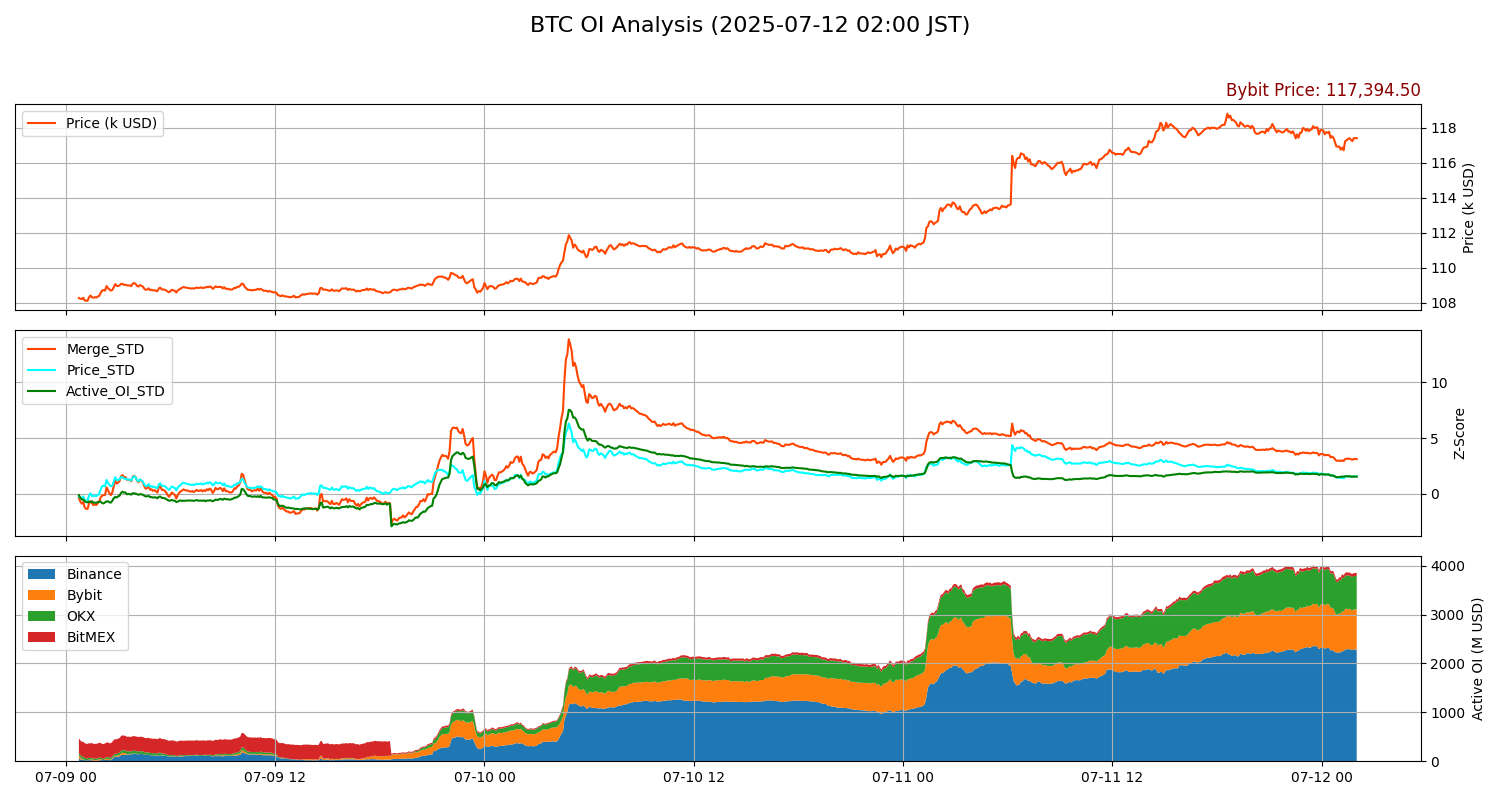 BTC OI Analysis (2025-07-12 02:00 JST)
Bybit Price: 117,394.50
Price (k USD)
118
116
114
112
110
108
Price (k USD)
Merge_STD
Price_STD
Active_OI_STD
10
5
0
Z-Score
Binance
Bybit
OKX
BitMEX
4000
3000
2000
1000
0
Active OI (M USD)
07-09 00
07-09 12
07-10 00
07-10 12
07-11 00
07-11 12
07-12 00